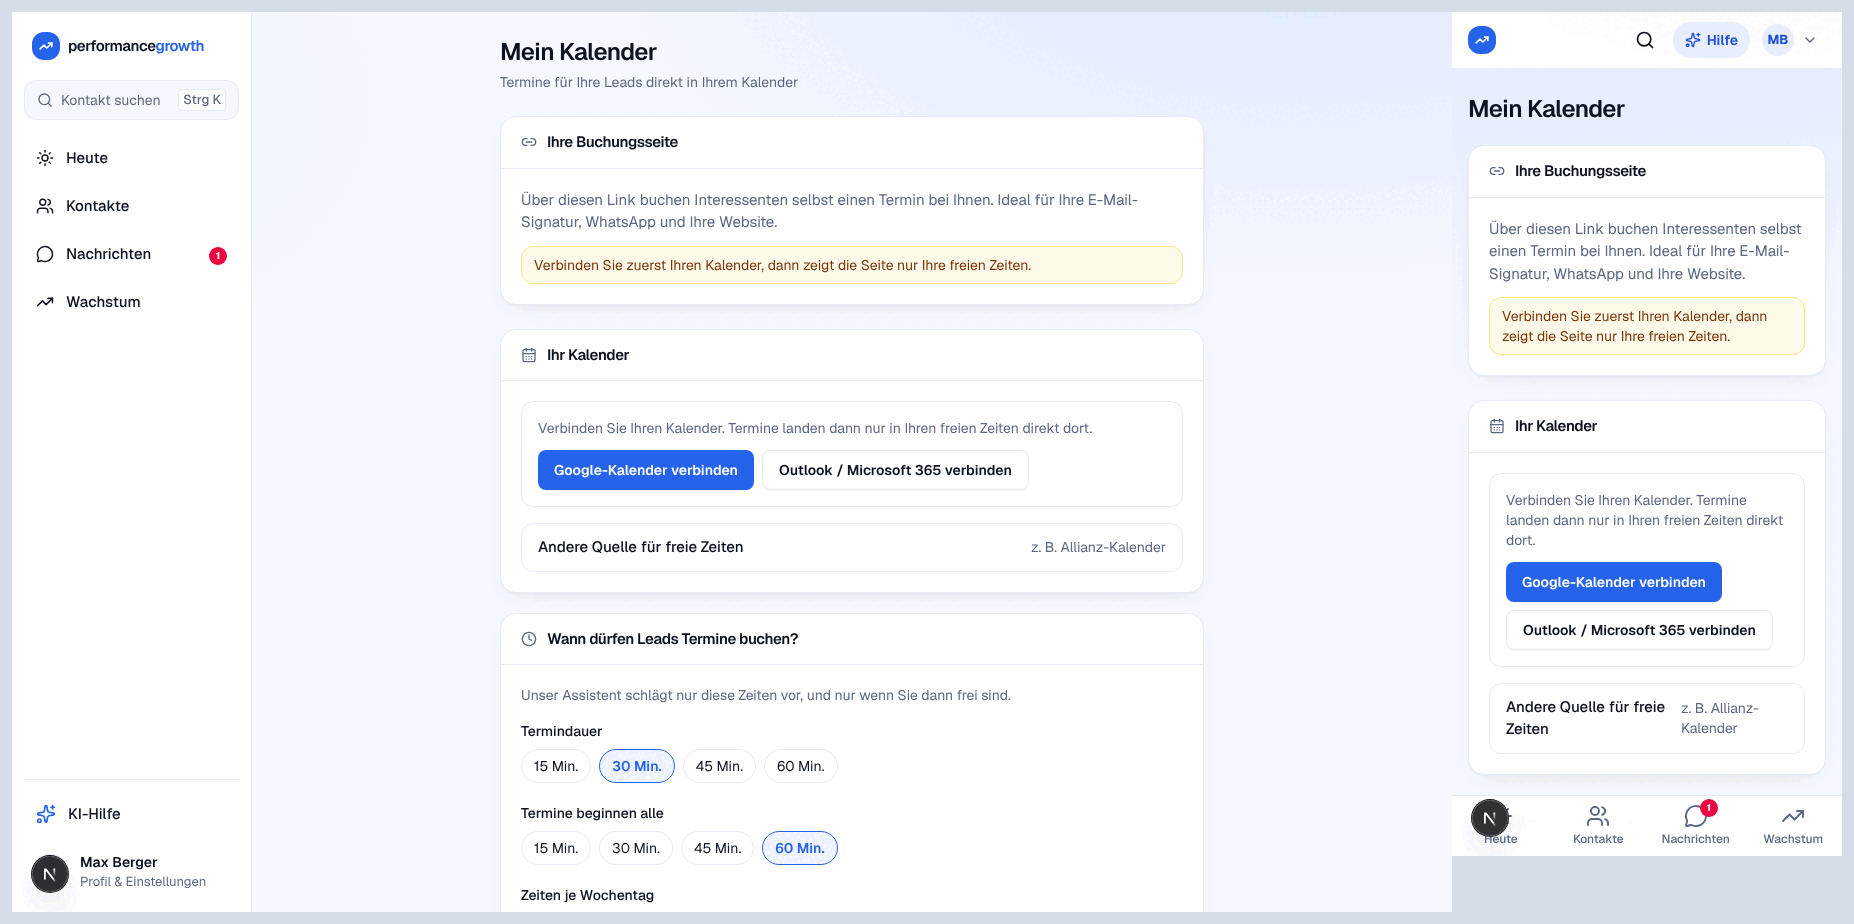 performancegrowth
Kontakt suchen Strg K
Heute
Kontakte
Nachrichten 1
Wachstum
KI-Hilfe
N
Max Berger
Profil & Einstellungen
Mein Kalender
Termine für Ihre Leads direkt in Ihrem Kalender
Ihre Buchungsseite
Über diesen Link buchen Interessenten selbst einen Termin bei Ihnen. Ideal für Ihre E-Mail-
Signatur, WhatsApp und Ihre Website.
Verbinden Sie zuerst Ihren Kalender, dann zeigt die Seite nur Ihre freien Zeiten.
Ihr Kalender
Verbinden Sie Ihren Kalender. Termine landen dann nur in Ihren freien Zeiten direkt dort.
Google-Kalender verbinden Outlook / Microsoft 365 verbinden
Andere Quelle für freie Zeiten z. B. Allianz-Kalender
Wann dürfen Leads Termine buchen?
Unser Assistent schlägt nur diese Zeiten vor, und nur wenn Sie dann frei sind.
Termindauer
15 Min. 30 Min. 45 Min. 60 Min.
Termine beginnen alle
15 Min. 30 Min. 45 Min. 60 Min.
Zeiten je Wochentag
Hilfe MB
Mein Kalender
Ihre Buchungsseite
Über diesen Link buchen Interessenten selbst
einen Termin bei Ihnen. Ideal für Ihre E-Mail-
Signatur, WhatsApp und Ihre Website.
Verbinden Sie zuerst Ihren Kalender, dann
zeigt die Seite nur Ihre freien Zeiten.
Ihr Kalender
Verbinden Sie Ihren Kalender. Termine
landen dann nur in Ihren freien Zeiten direkt
dort.
Google-Kalender verbinden
Outlook / Microsoft 365 verbinden
Andere Quelle für freie
Zeiten
z. B. Allianz-
Kalender
N 1
Heute Kontakte Nachrichten Wachstum